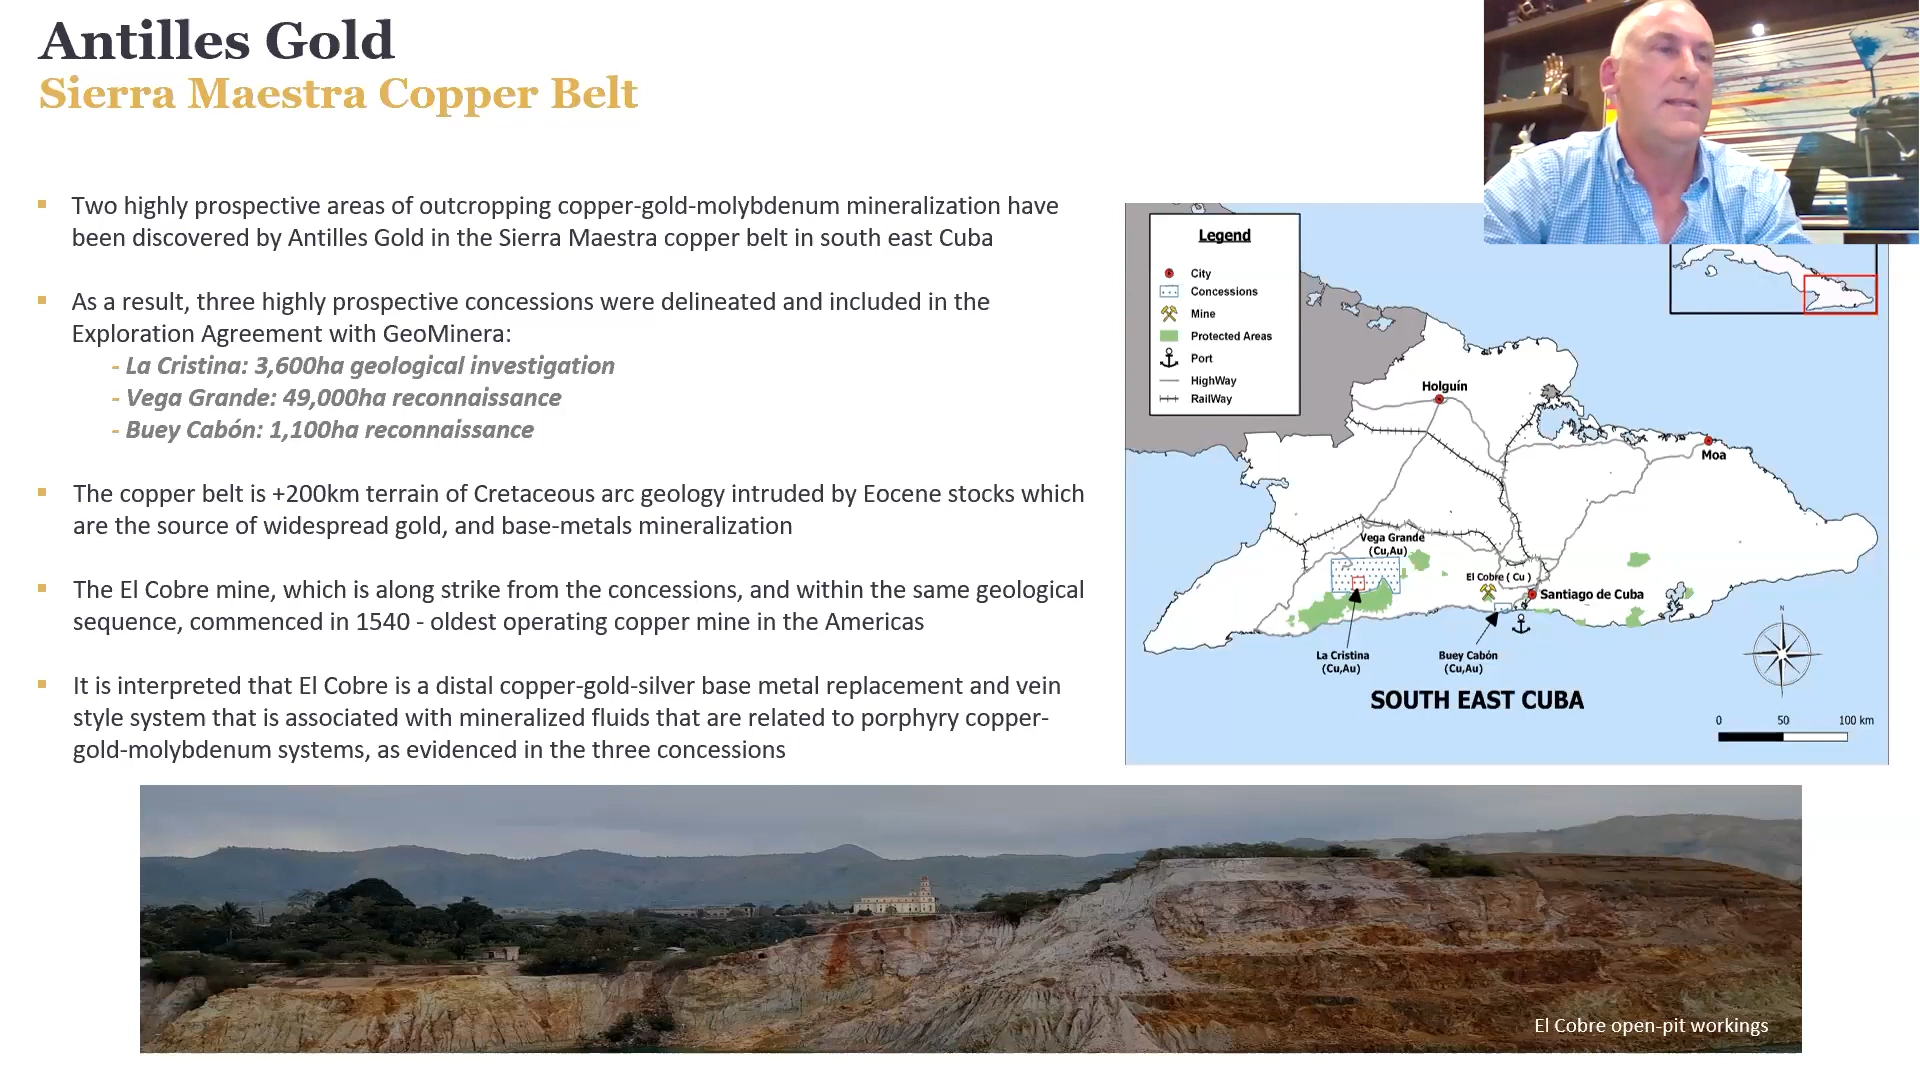 Antilles Gold
Sierra Maestra Copper Belt
▪ Two highly prospective areas of outcropping copper-gold-molybdenum mineralization have
been discovered by Antilles Gold in the Sierra Maestra copper belt in south east Cuba
▪ As a result, three highly prospective concessions were delineated and included in the
Exploration Agreement with GeoMinera:
- La Cristina: 3,600ha geological investigation
- Vega Grande: 49,000ha reconnaissance
- Buey Cabón: 1,100ha reconnaissance
▪ The copper belt is +200km terrain of Cretaceous arc geology intruded by Eocene stocks which
are the source of widespread gold, and base-metals mineralization
▪ The El Cobre mine, which is along strike from the concessions, and within the same geological
sequence, commenced in 1540 - oldest operating copper mine in the Americas
▪ It is interpreted that El Cobre is a distal copper-gold-silver base metal replacement and vein
style system that is associated with mineralized fluids that are related to porphyry copper-
gold-molybdenum systems, as evidenced in the three concessions
Legend
City
Concessions
Mine
Protected Areas
Port
HighWay
RailWay
Holguín
Moa
Vega Grande
(Cu,Au)
El Cobre ( Cu )
Santiago de Cuba
La Cristina
(Cu,Au)
Buey Cabón
(Cu,Au)
SOUTH EAST CUBA
N
0 50 100 km
El Cobre open-pit workings